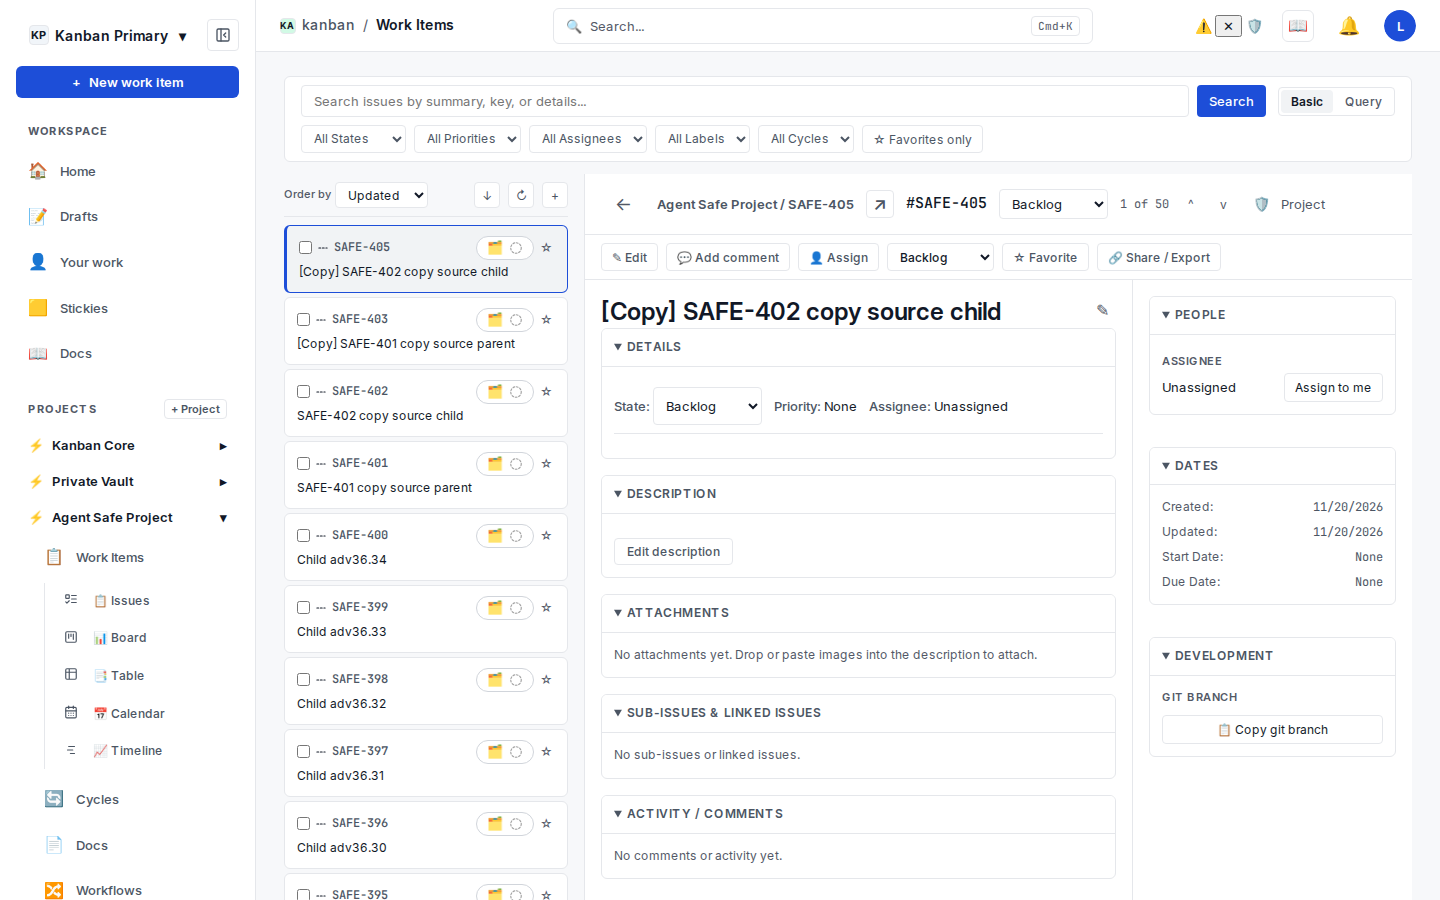 KP Kanban Primary ▾
+ New work item
WORKSPACE
Home
Drafts
Your work
Stickies
Docs
PROJECTS
+ Project
Kanban Core
Private Vault
Agent Safe Project
Work Items
Issues
Board
Table
Calendar
Timeline
Cycles
Docs
Workflows
KA kanban / Work Items
Search...
Cmd+K
L
Search issues by summary, key, or details...
Search
Basic
Query
All States
All Priorities
All Assignees
All Labels
All Cycles
☆ Favorites only
Order by
Updated
↓
+
--- SAFE-405
[Copy] SAFE-402 copy source child
--- SAFE-403
[Copy] SAFE-401 copy source parent
--- SAFE-402
SAFE-402 copy source child
--- SAFE-401
SAFE-401 copy source parent
--- SAFE-400
Child adv36.34
--- SAFE-399
Child adv36.33
--- SAFE-398
Child adv36.32
--- SAFE-397
Child adv36.31
--- SAFE-396
Child adv36.30
--- SAFE-395
← Agent Safe Project / SAFE-405
#SAFE-405
Backlog
1 of 50
^
v
Project
✎ Edit
Add comment
Assign
Backlog
☆ Favorite
Share / Export
[Copy] SAFE-402 copy source child
▼ DETAILS
State: Backlog
Priority: None
Assignee: Unassigned
▼ DESCRIPTION
Edit description
▼ ATTACHMENTS
No attachments yet. Drop or paste images into the description to attach.
▼ SUB-ISSUES & LINKED ISSUES
No sub-issues or linked issues.
▼ ACTIVITY / COMMENTS
No comments or activity yet.
▼ PEOPLE
ASSIGNEE
Unassigned
Assign to me
▼ DATES
Created: 11/20/2026
Updated: 11/20/2026
Start Date: None
Due Date: None
▼ DEVELOPMENT
GIT BRANCH
Copy git branch